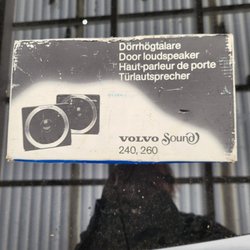 Dörrhögtalare
Door loudspeaker
Haut-parleur de porte
Türlautsprecher
VOLVO Sound
240, 260